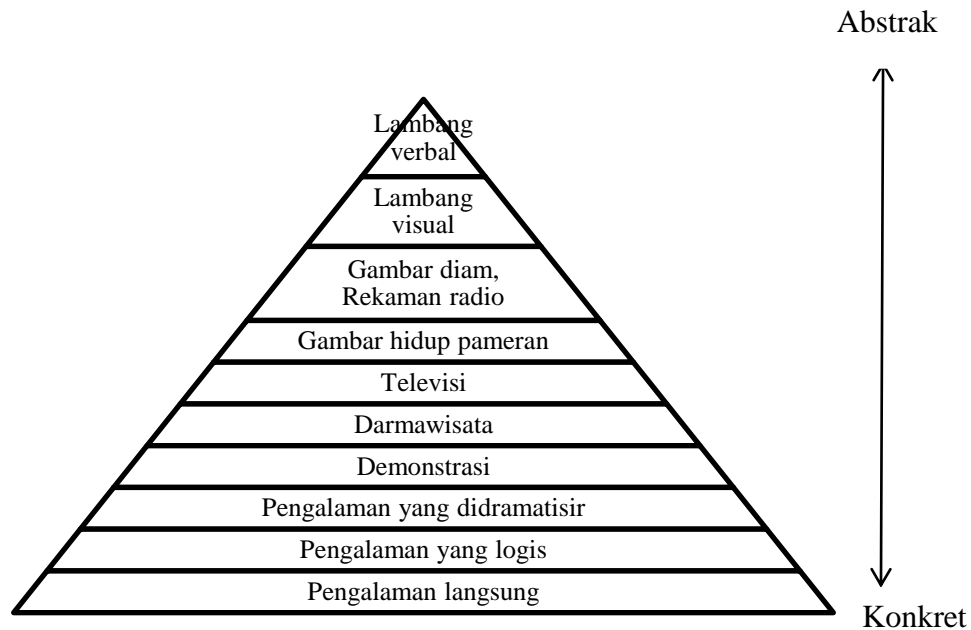 Abstrak
Lambang
verbal
Lambang
visual
Gambar diam,
Rekaman radio
Gambar hidup pameran
Televisi
Darmawisata
Demonstrasi
Pengalaman yang didramatisir
Pengalaman yang logis
Pengalaman langsung
Konkret